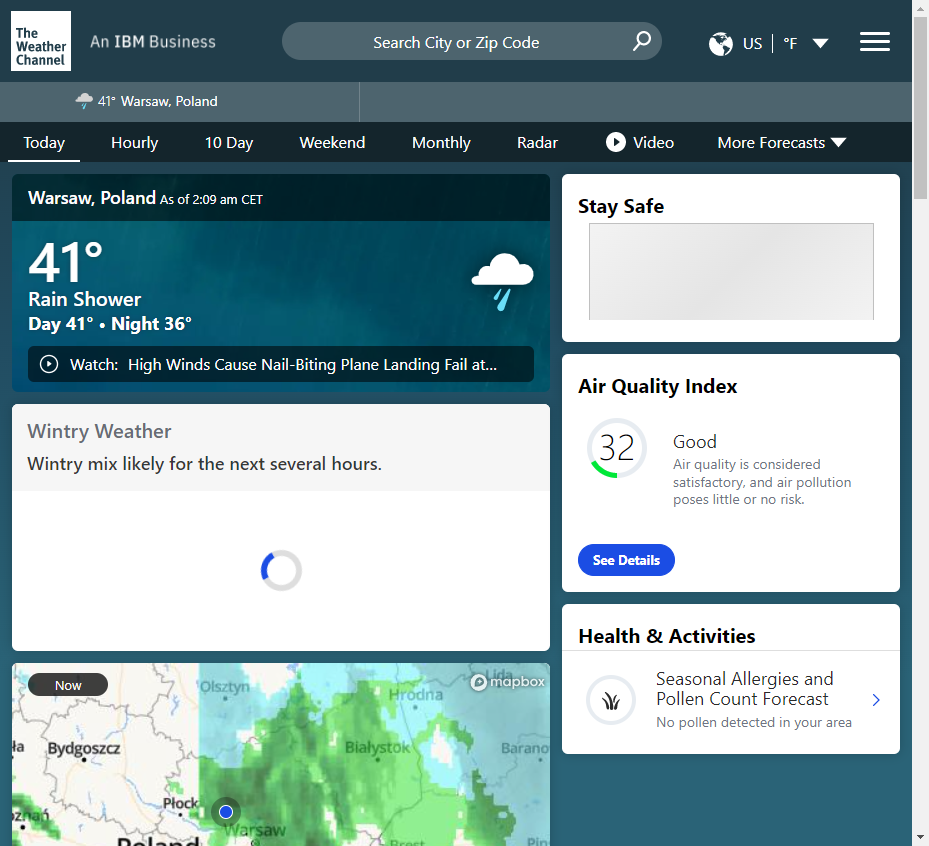 The
Weather
Channel
An IBM Business
Search City or Zip Code
US
°F
41° Warsaw, Poland
Today
Hourly
10 Day
Weekend
Monthly
Radar
Video
More Forecasts
Warsaw, Poland As of 2:09 am CET
41°
Rain Shower
Day 41° • Night 36°
Watch: High Winds Cause Nail-Biting Plane Landing Fail at...
Wintry Weather
Wintry mix likely for the next several hours.
Now
mapbox
Olsztyn
Lida
Hrodna
Bydgoszcz
Białystok
Barano
Płock
znań
Warsaw
Poland
Brest
Pin
Stay Safe
Air Quality Index
32
Good
Air quality is considered
satisfactory, and air pollution
poses little or no risk.
See Details
Health & Activities
Seasonal Allergies and
Pollen Count Forecast
No pollen detected in your area